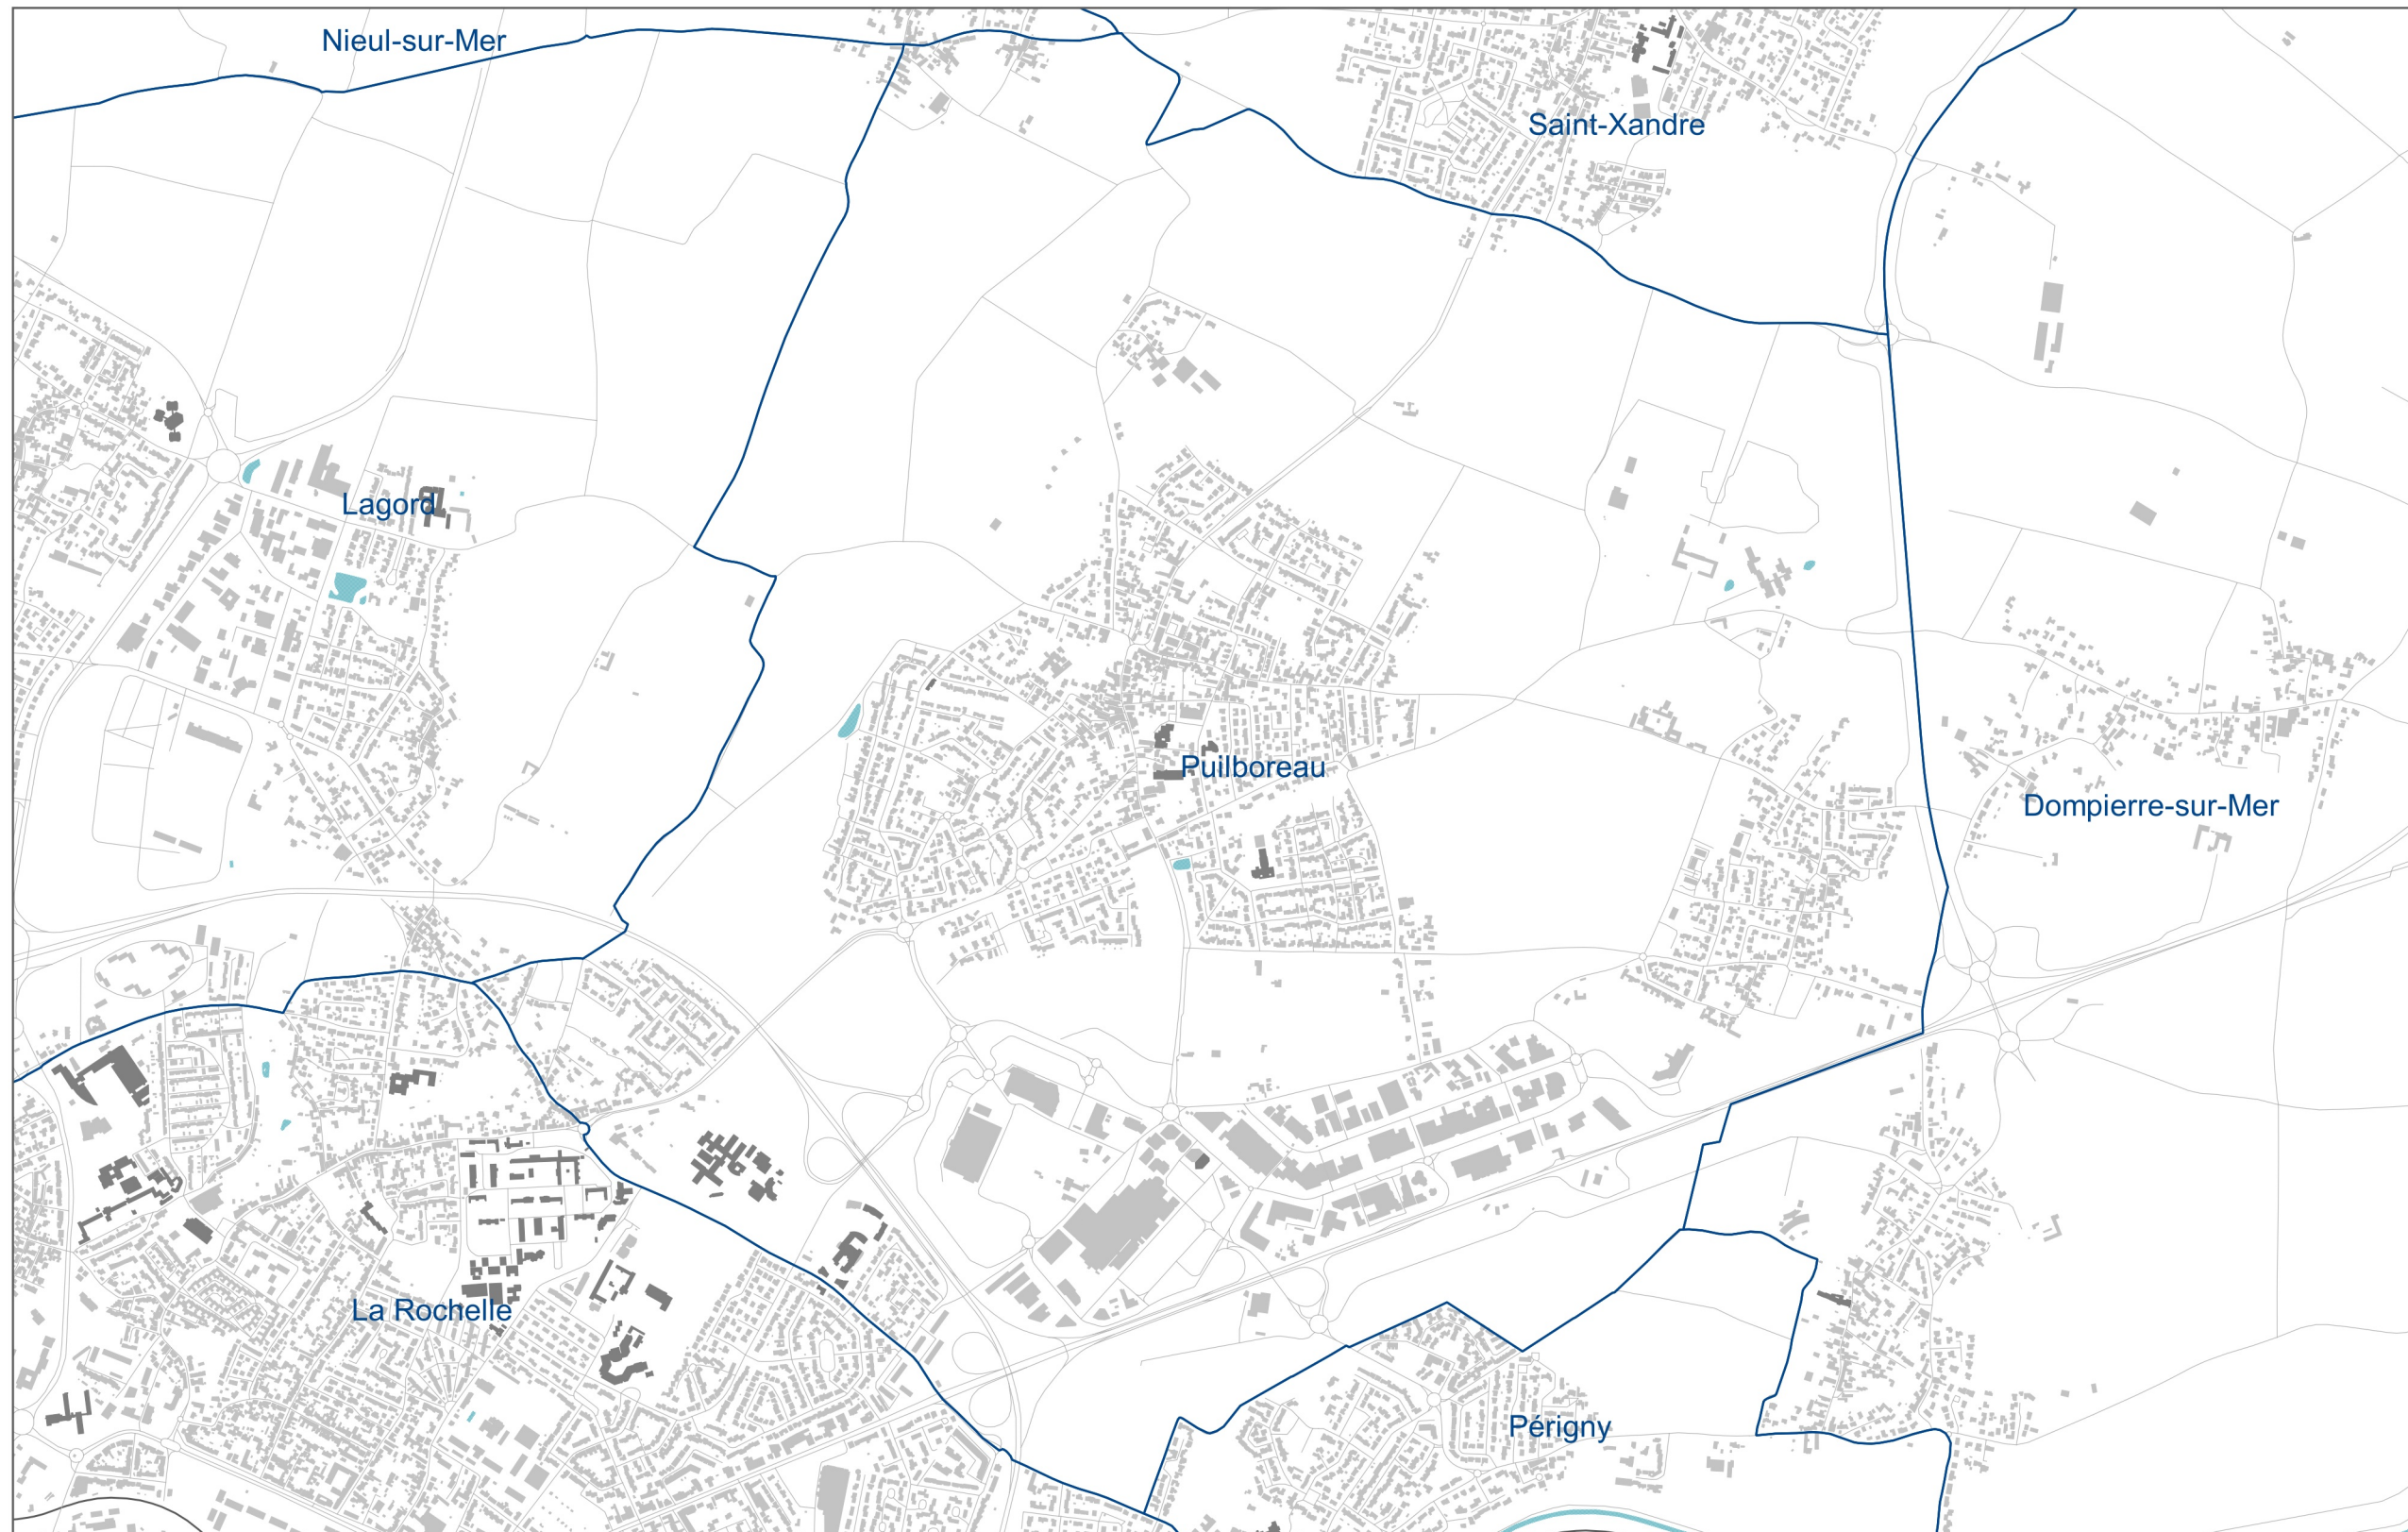 Nieul-sur-Mer
Saint-Xandre
Lagord
Puilboreau
Dompierre-sur-Mer
La Rochelle
Périgny